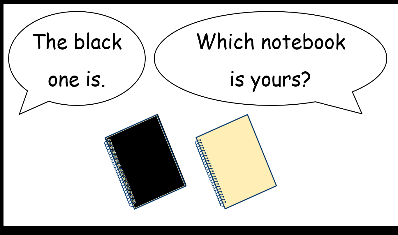 The black
one is.
Which notebook
is yours?